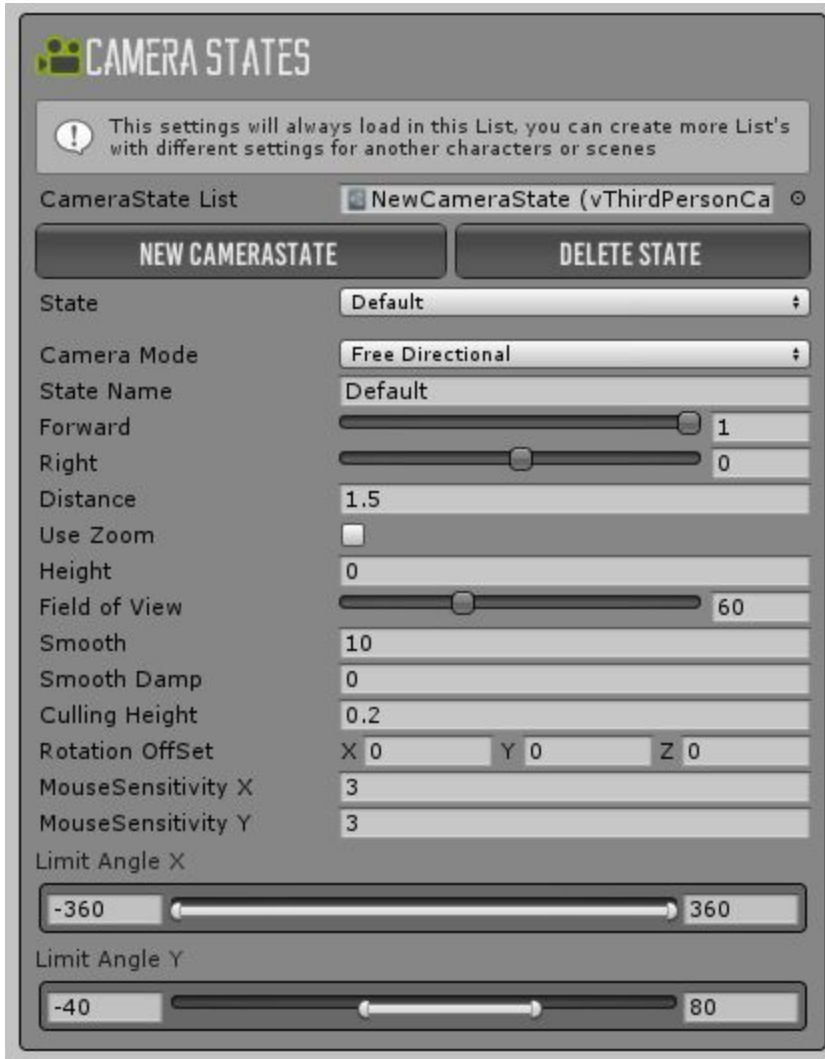 CAMERA STATES
This settings will always load in this List, you can create more List's
with different settings for another characters or scenes
CameraState List NewCameraState (vThirdPersonCa
NEW CAMERASTATE DELETE STATE
State Default
Camera Mode Free Directional
State Name Default
Forward 1
Right 0
Distance 1.5
Use Zoom
Height 0
Field of View 60
Smooth 10
Smooth Damp 0
Culling Height 0.2
Rotation OffSet X 0 Y 0 Z 0
MouseSensitivity X 3
MouseSensitivity Y 3
Limit Angle X
-360 360
Limit Angle Y
-40 80